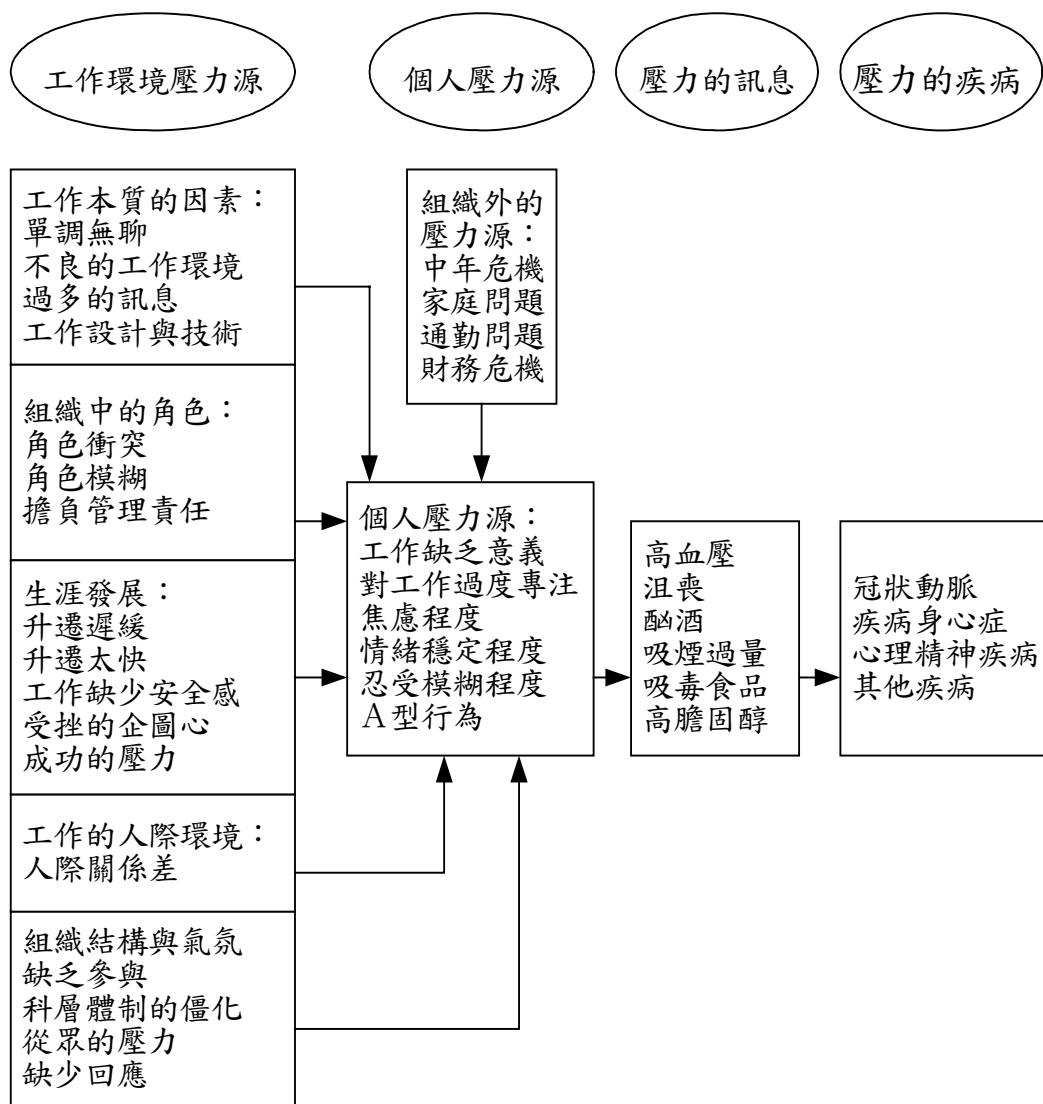 工作環境壓力源
個人壓力源
壓力的訊息
壓力的疾病
工作本質的因素：
單調無聊
不良的工作環境
過多的訊息
工作設計與技術
組織中的角色：
角色衝突
角色模糊
擔負管理責任
生涯發展：
升遷遲緩
升遷太快
工作缺少安全感
受挫的企圖心
成功的壓力
工作的人際環境：
人際關係差
組織結構與氣氛
缺乏參與
科層體制的僵化
從眾的壓力
缺少回應
組織外的
壓力源：
中年危機
家庭問題
通勤問題
財務危機
個人壓力源：
工作缺乏意義
對工作過度專注
焦慮程度
情緒穩定程度
忍受模糊程度
Ａ型行為
高血壓
沮喪
酗酒
吸煙過量
吸毒食品
高膽固醇
冠狀動脈
疾病身心症
心理精神疾病
其他疾病